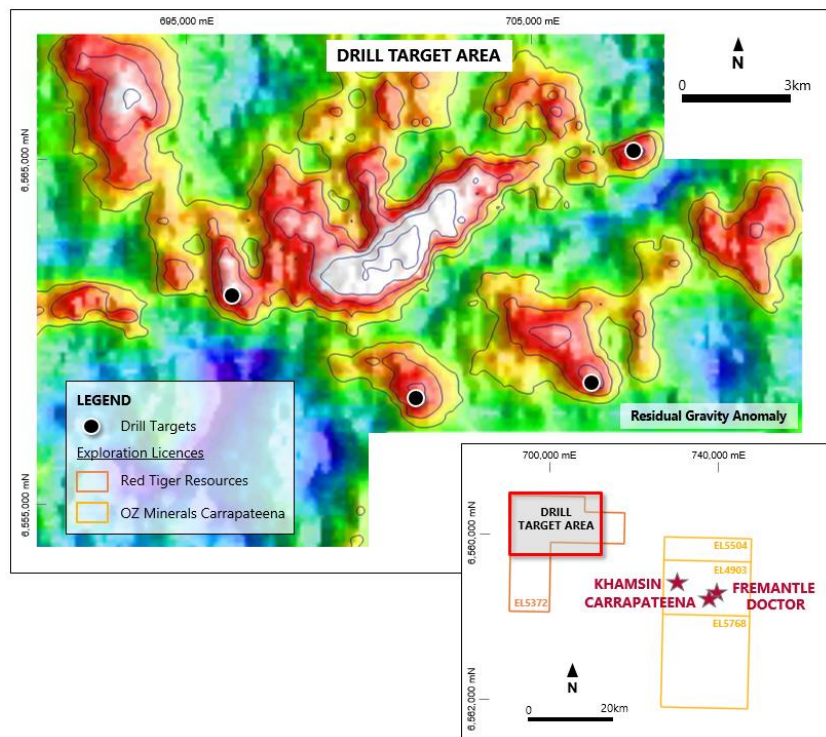 695,000 mE
705,000 mE
DRILL TARGET AREA
N
0
3km
6,565,000 mN
6,555,000 mN
LEGEND
Drill Targets
Exploration Licences
Red Tiger Resources
OZ Minerals Carrapateena
Residual Gravity Anomaly
700,000 mE
740,000 mE
DRILL
TARGET AREA
6,560,000 mN
EL5504
EL4903
KHAMSIN
FREMANTLE
CARRAPATEENA
DOCTOR
EL5372
EL5768
6,562,000 mN
N
0
20km